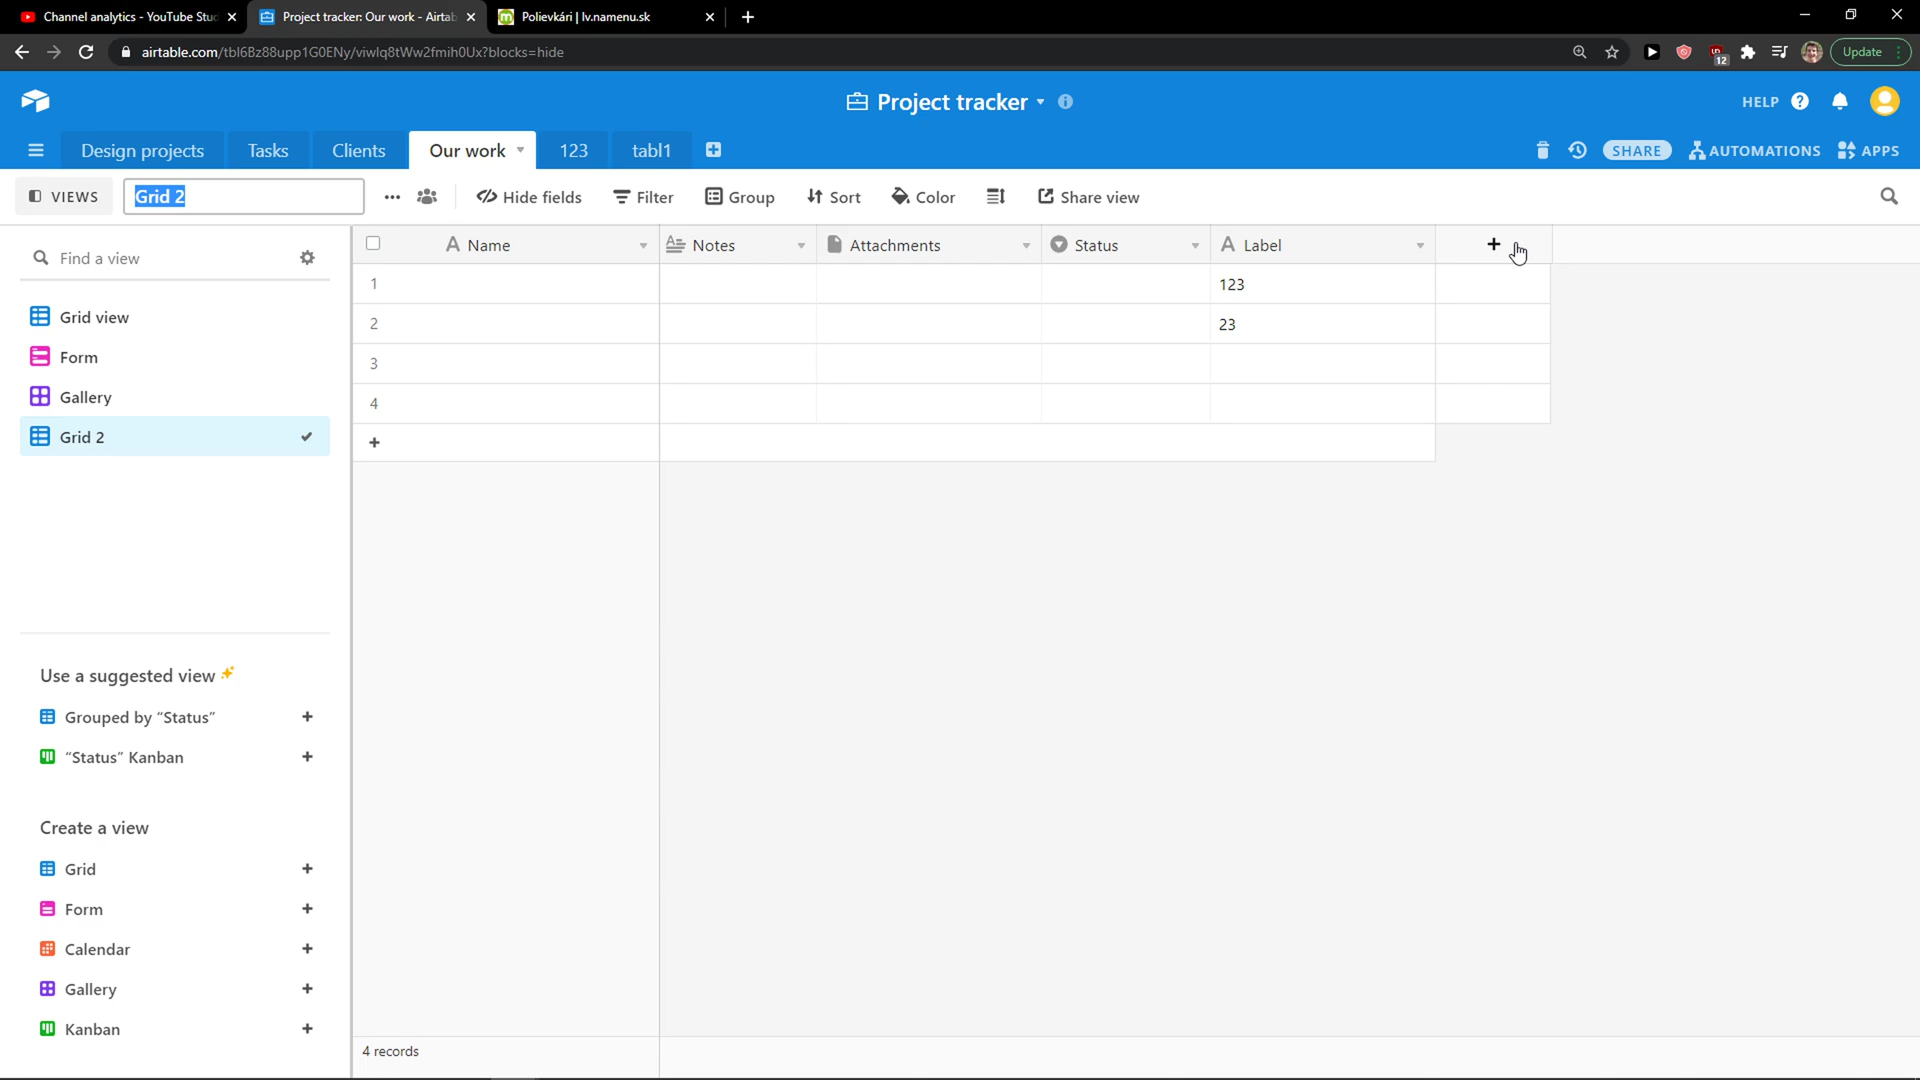 Channel analytics - YouTube Stu
Project tracker: Our work - Airtab
Polievkári | lv.namenu.sk
airtable.com/tbl6Bz88upp1G0ENy/viwlq8tWw2fmih0Ux?blocks=hide
12
Update
Project tracker
HELP
Design projects
Tasks
Clients
Our work
123
tabl1
SHARE
AUTOMATIONS
APPS
VIEWS
Grid 2
Hide fields
Filter
Group
Sort
Color
Share view
Find a view
Name
Notes
Attachments
Status
Label
1
123
2
23
3
4
Grid view
Form
Gallery
Grid 2
Use a suggested view
Grouped by “Status”
“Status” Kanban
Create a view
Grid
Form
Calendar
Gallery
Kanban
4 records